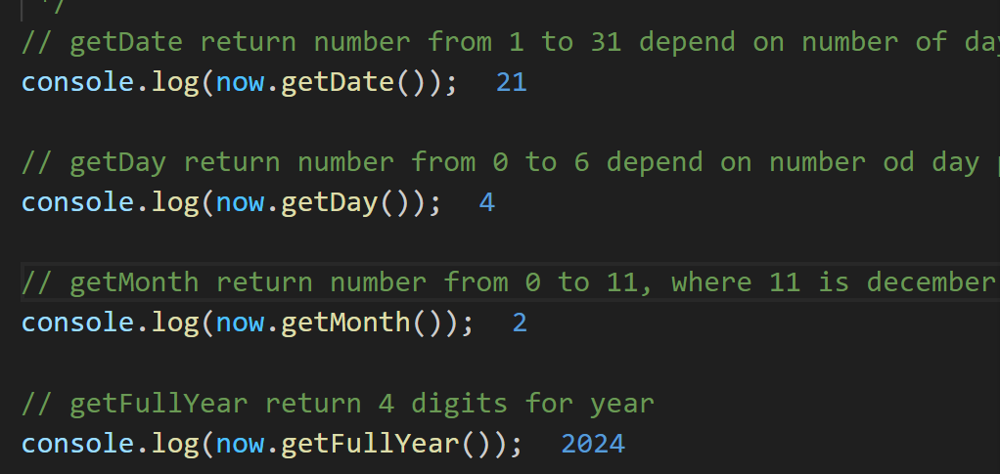 */
// getDate return number from 1 to 31 depend on number of day
console.log(now.getDate()); 21
// getDay return number from 0 to 6 depend on number od day
console.log(now.getDay()); 4
// getMonth return number from 0 to 11, where 11 is december
console.log(now.getMonth()); 2
// getFullYear return 4 digits for year
console.log(now.getFullYear()); 2024